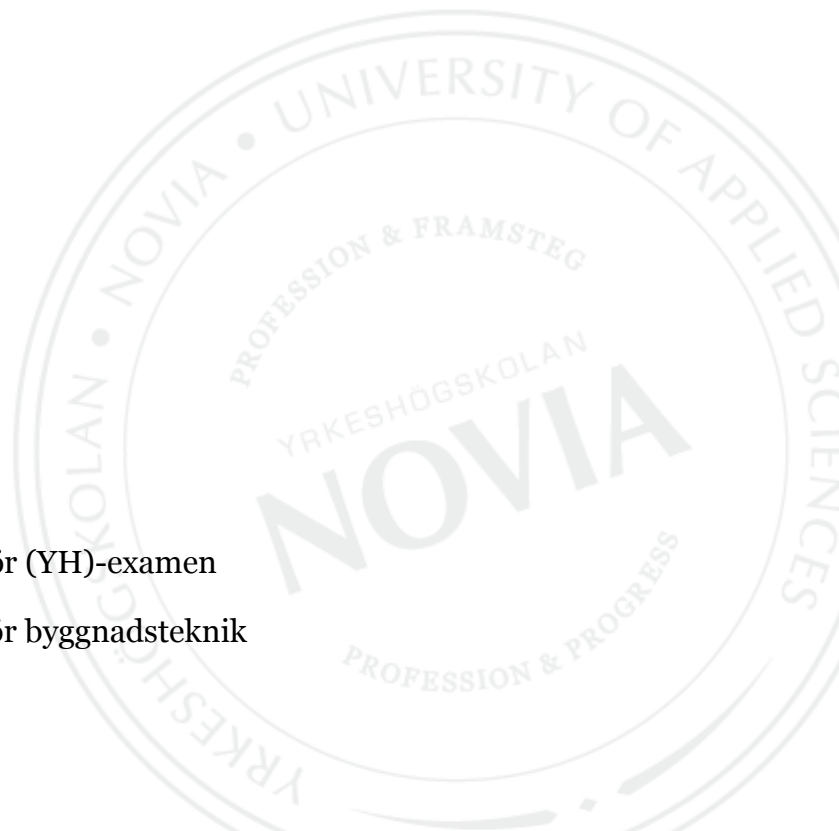 UNIVERSITY OF APPLIED SCIENCES
YRKESHÖGSKOLAN • NOVIA •
PROFESSION & FRAMSTEG
YRKESHÖGSKOLAN
NOVIA
PROFESSION & PROGRESS
ör (YH)-examen
ör byggnadsteknik